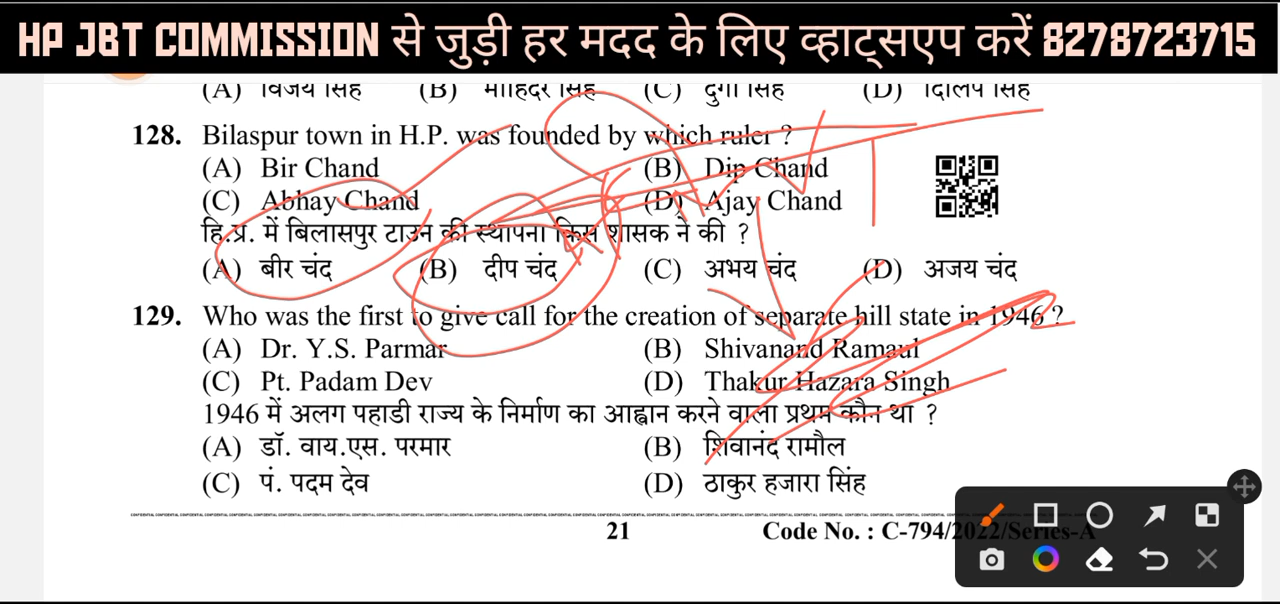 HP JBT COMMISSION से जुड़ी हर मदद के लिए व्हाट्सएप करें 8278723715
(A) विजय सिंह (B) माहिंदर सिंह (C) दुर्गा सिंह (D) दिलिप सिंह
128. Bilaspur town in H.P. was founded by which ruler ?
(A) Bir Chand (B) Dip Chand
(C) Abhay Chand (D) Ajay Chand
हि.प्र. में बिलासपुर टाउन की स्थापना किस शासक ने की ?
(A) बीर चंद (B) दीप चंद (C) अभय चंद (D) अजय चंद
129. Who was the first to give call for the creation of separate hill state in 1946 ?
(A) Dr. Y.S. Parmar (B) Shivanand Ramaul
(C) Pt. Padam Dev (D) Thakur Hazara Singh
1946 में अलग पहाडी राज्य के निर्माण का आह्वान करने वाला प्रथम कौन था ?
(A) डॉ. वाय.एस. परमार (B) शिवानंद रामौल
(C) पं. पदम देव (D) ठाकुर हजारा सिंह
21 Code No. : C-794/2022/Series-A